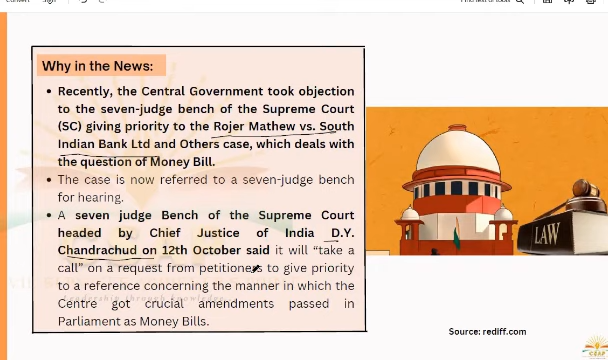 Why in the News:
• Recently, the Central Government took objection
to the seven-judge bench of the Supreme Court
(SC) giving priority to the Rojer Mathew vs. South
Indian Bank Ltd and Others case, which deals with
the question of Money Bill.
• The case is now referred to a seven-judge bench
for hearing.
• A seven judge Bench of the Supreme Court
headed by Chief Justice of India D.Y.
Chandrachud on 12th October said it will “take a
call” on a request from petitioners to give priority
to a reference concerning the manner in which the
Centre got crucial amendments passed in
Parliament as Money Bills.
LAW
Source: rediff.com